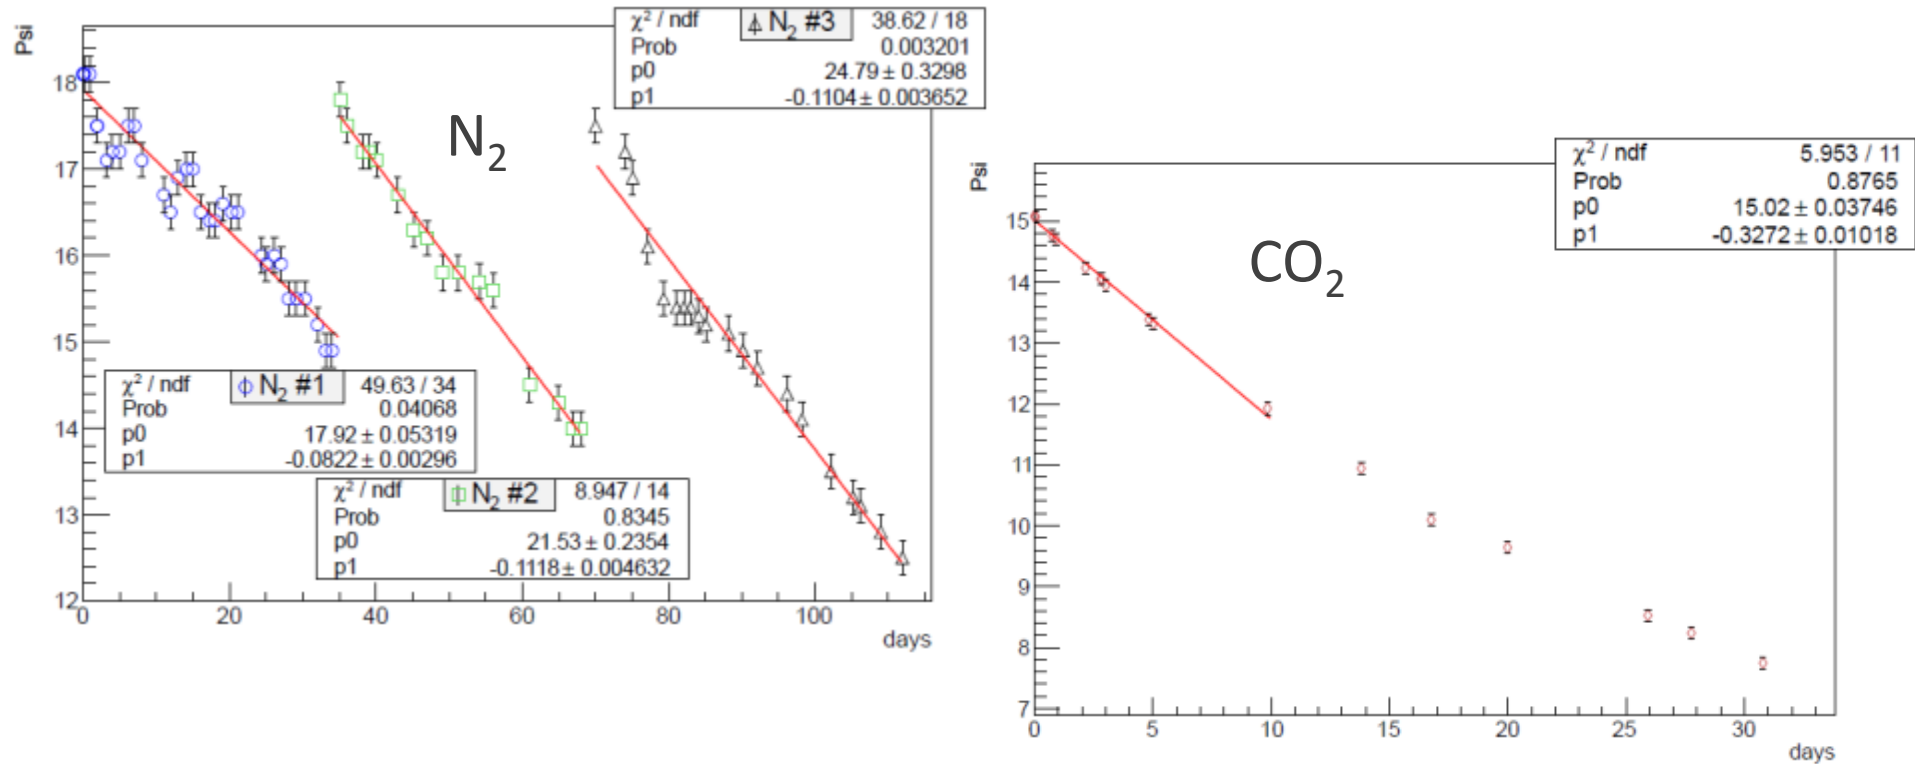 Psi
18
17
16
15
14
13
12
0
20
40
60
80
100
days
N₂
χ² / ndf 38.62 / 18
N₂ #3
Prob 0.003201
p0 24.79 ± 0.3298
p1 -0.1104 ± 0.003652
χ² / ndf 49.63 / 34
N₂ #1
Prob 0.04068
p0 17.92 ± 0.05319
p1 -0.0822 ± 0.00296
χ² / ndf 8.947 / 14
N₂ #2
Prob 0.8345
p0 21.53 ± 0.2354
p1 -0.1118 ± 0.004632
Psi
15
14
13
12
11
10
9
8
7
0
5
10
15
20
25
30
days
CO₂
χ² / ndf 5.953 / 11
Prob 0.8765
p0 15.02 ± 0.03746
p1 -0.3272 ± 0.01018